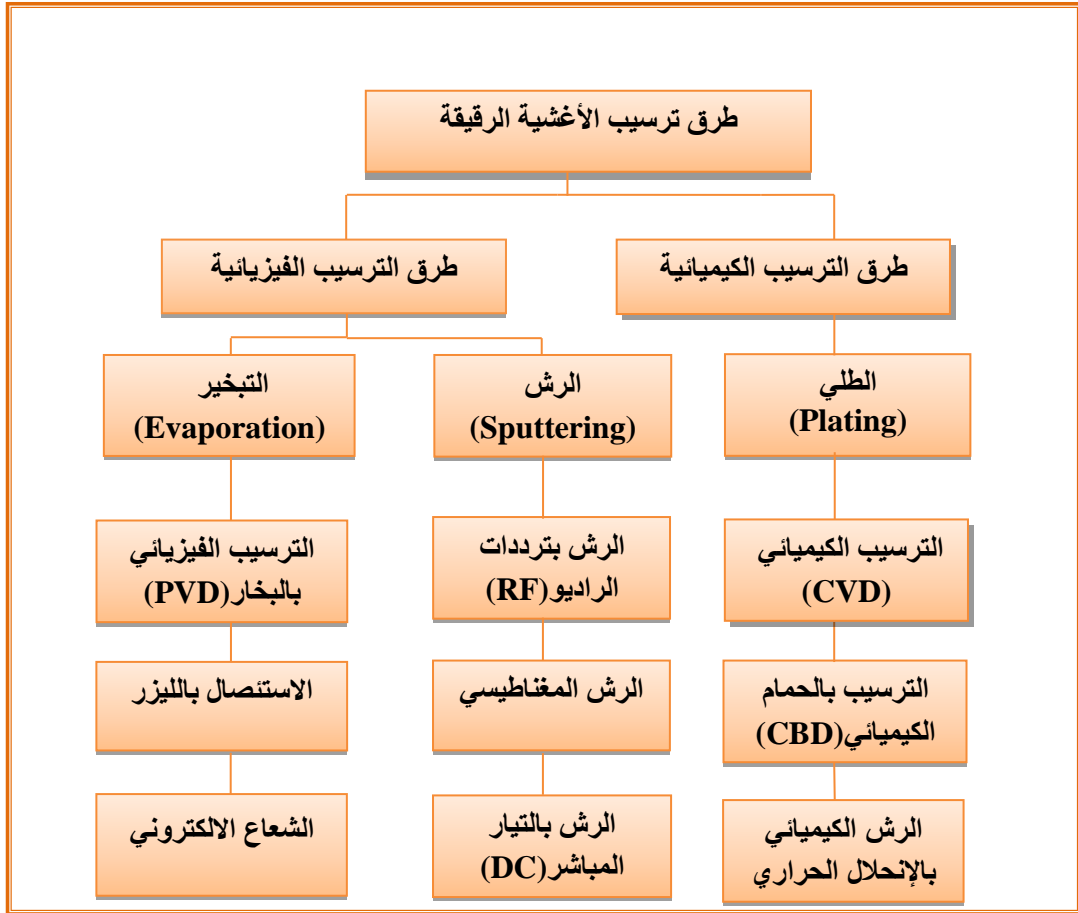 طرق ترسيب الأغشية الرقيقة
طرق الترسيب الكيميائية
طرق الترسيب الفيزيائية
الطلي
(Plating)
الرش
(Sputtering)
التبخير
(Evaporation)
الترسيب الكيميائي
(CVD)
الرش بترددات
الراديو(RF)
الترسيب الفيزيائي
بالبخار(PVD)
الترسيب بالحمام
الكيميائي(CBD)
الرش المغناطيسي
الاستئصال بالليزر
الرش الكيميائي
بالإنحلال الحراري
الرش بالتيار
المباشر(DC)
الشعاع الالكتروني